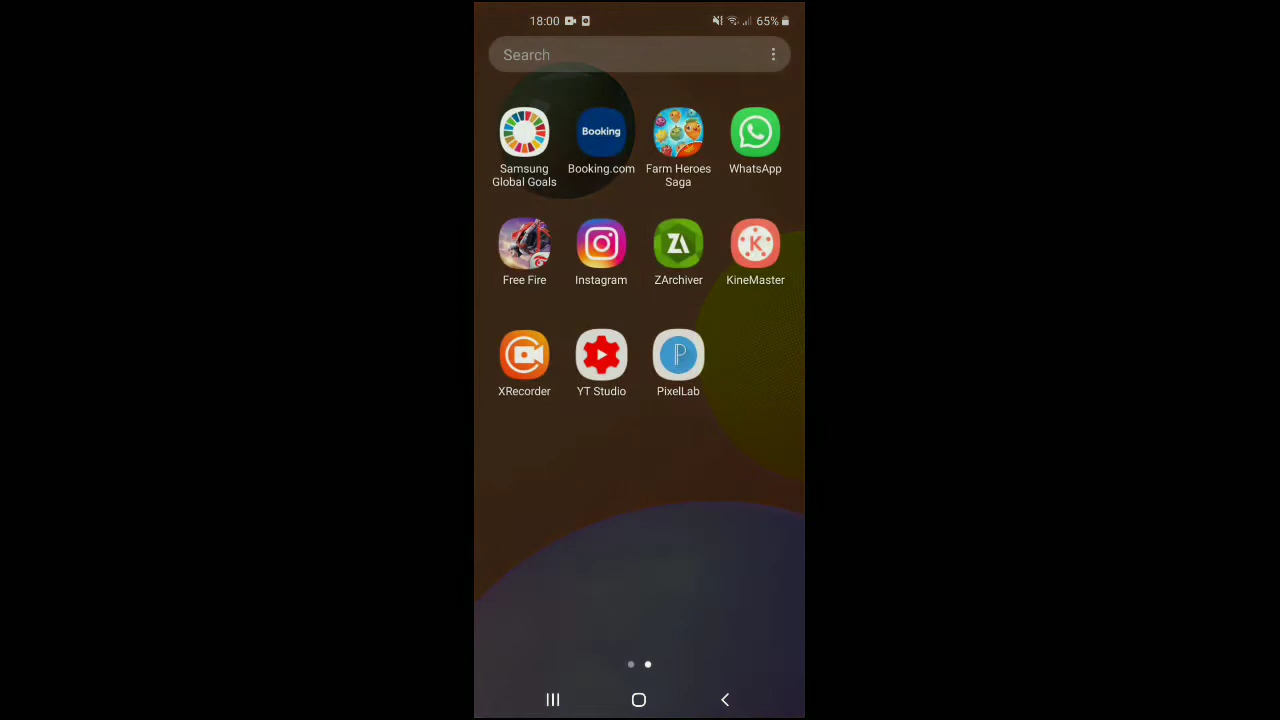 18:00 65%
Search
Booking
Samsung Global Goals
Booking.com
Farm Heroes Saga
WhatsApp
ZA K
Free Fire
Instagram
ZArchiver
KineMaster
P
XRecorder
YT Studio
PixelLab